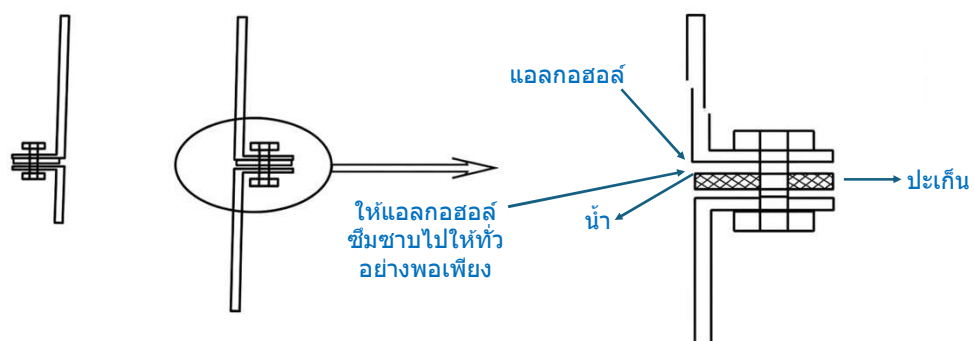 แอลกอฮอล์
ปะเก็น
ให้แอลกอฮอล์
ซึมซาบไปให้ทั่ว
อย่างพอเพียง
น้ำ